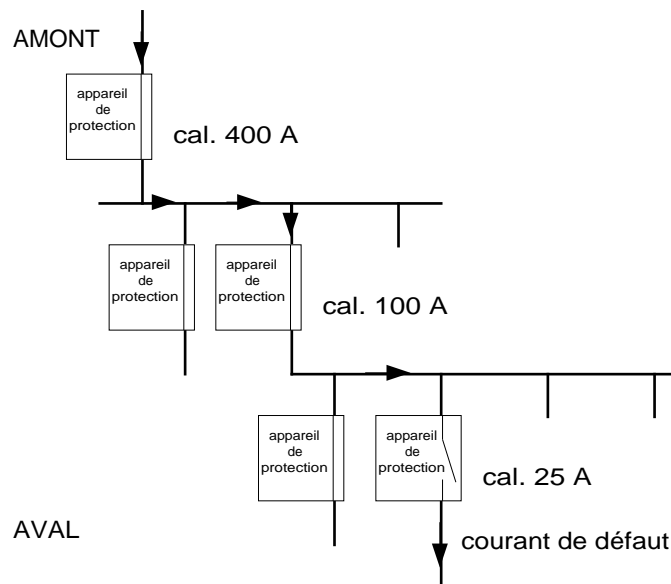 AMONT
appareil
de
protection
cal. 400 A
appareil
de
protection
appareil
de
protection
cal. 100 A
appareil
de
protection
appareil
de
protection
cal. 25 A
AVAL
courant de défaut